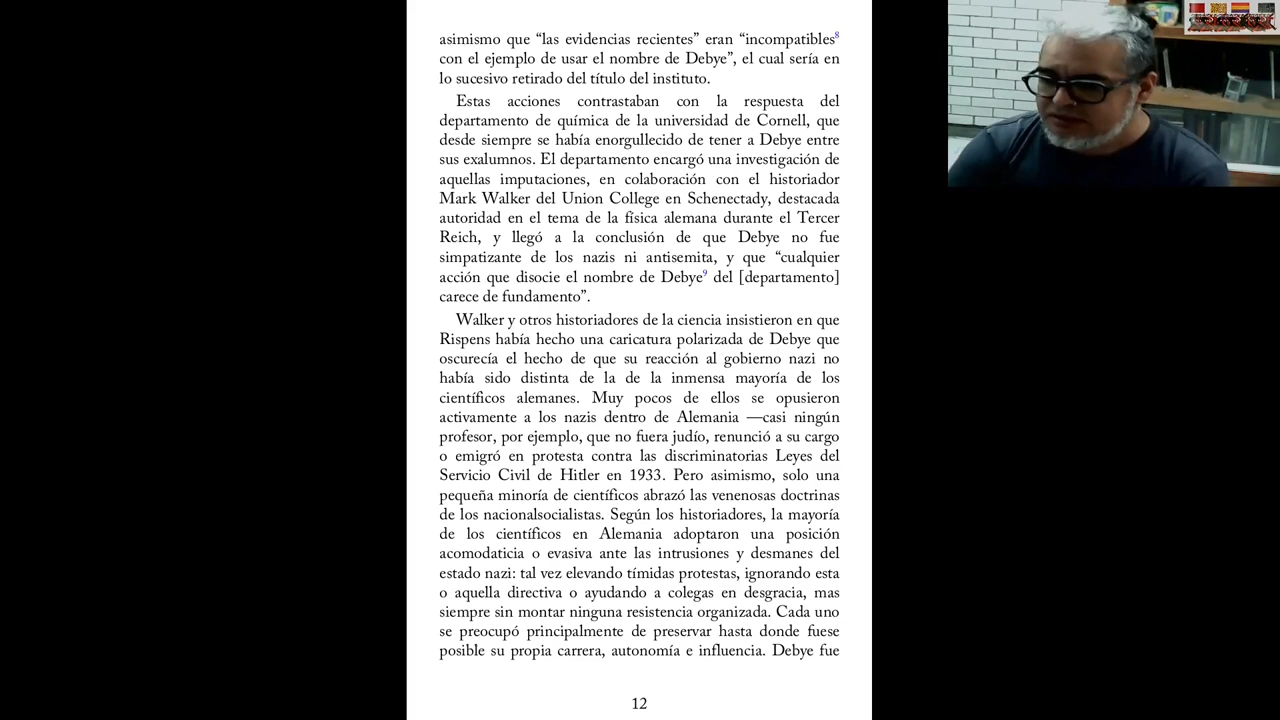 asimismo que “las evidencias recientes” eran “incompatibles8
con el ejemplo de usar el nombre de Debye”, el cual sería en
lo sucesivo retirado del título del instituto.
Estas acciones contrastaban con la respuesta del
departamento de química de la universidad de Cornell, que
desde siempre se había enorgullecido de tener a Debye entre
sus exalumnos. El departamento encargó una investigación de
aquellas imputaciones, en colaboración con el historiador
Mark Walker del Union College en Schenectady, destacada
autoridad en el tema de la física alemana durante el Tercer
Reich, y llegó a la conclusión de que Debye no fue
simpatizante de los nazis ni antisemita, y que “cualquier
acción que disocie el nombre de Debye9 del [departamento]
carece de fundamento”.
Walker y otros historiadores de la ciencia insistieron en que
Rispens había hecho una caricatura polarizada de Debye que
oscurecía el hecho de que su reacción al gobierno nazi no
había sido distinta de la de la inmensa mayoría de los
científicos alemanes. Muy pocos de ellos se opusieron
activamente a los nazis dentro de Alemania —casi ningún
profesor, por ejemplo, que no fuera judío, renunció a su cargo
o emigró en protesta contra las discriminatorias Leyes del
Servicio Civil de Hitler en 1933. Pero asimismo, solo una
pequeña minoría de científicos abrazó las venenosas doctrinas
de los nacionalsocialistas. Según los historiadores, la mayoría
de los científicos en Alemania adoptaron una posición
acomodaticia o evasiva ante las intrusiones y desmanes del
estado nazi: tal vez elevando tímidas protestas, ignorando esta
o aquella directiva o ayudando a colegas en desgracia, mas
siempre sin montar ninguna resistencia organizada. Cada uno
se preocupó principalmente de preservar hasta donde fuese
posible su propia carrera, autonomía e influencia. Debye fue
12